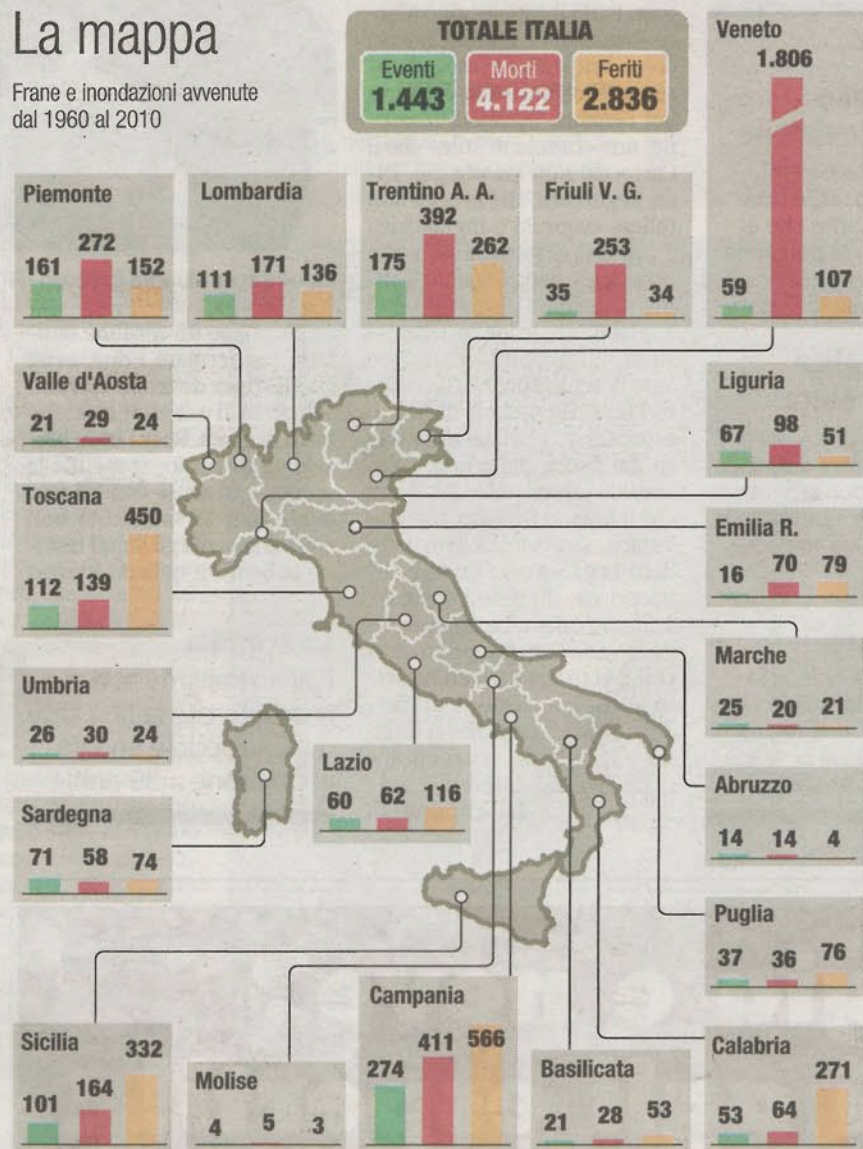 La mappa
Frane e inondazioni avvenute
dal 1960 al 2010
TOTALE ITALIA
Eventi
1.443
Morti
4.122
Feriti
2.836
Veneto
1.806
59
107
Piemonte
161
272
152
Lombardia
111
171
136
Trentino A. A.
175
392
262
Friuli V. G.
35
253
34
Valle d'Aosta
21
29
24
Liguria
67
98
51
Toscana
112
139
450
Emilia R.
16
70
79
Umbria
26
30
24
Marche
25
20
21
Lazio
60
62
116
Abruzzo
14
14
4
Sardegna
71
58
74
Puglia
37
36
76
Sicilia
101
164
332
Molise
4
5
3
Campania
274
411
566
Basilicata
21
28
53
Calabria
53
64
271